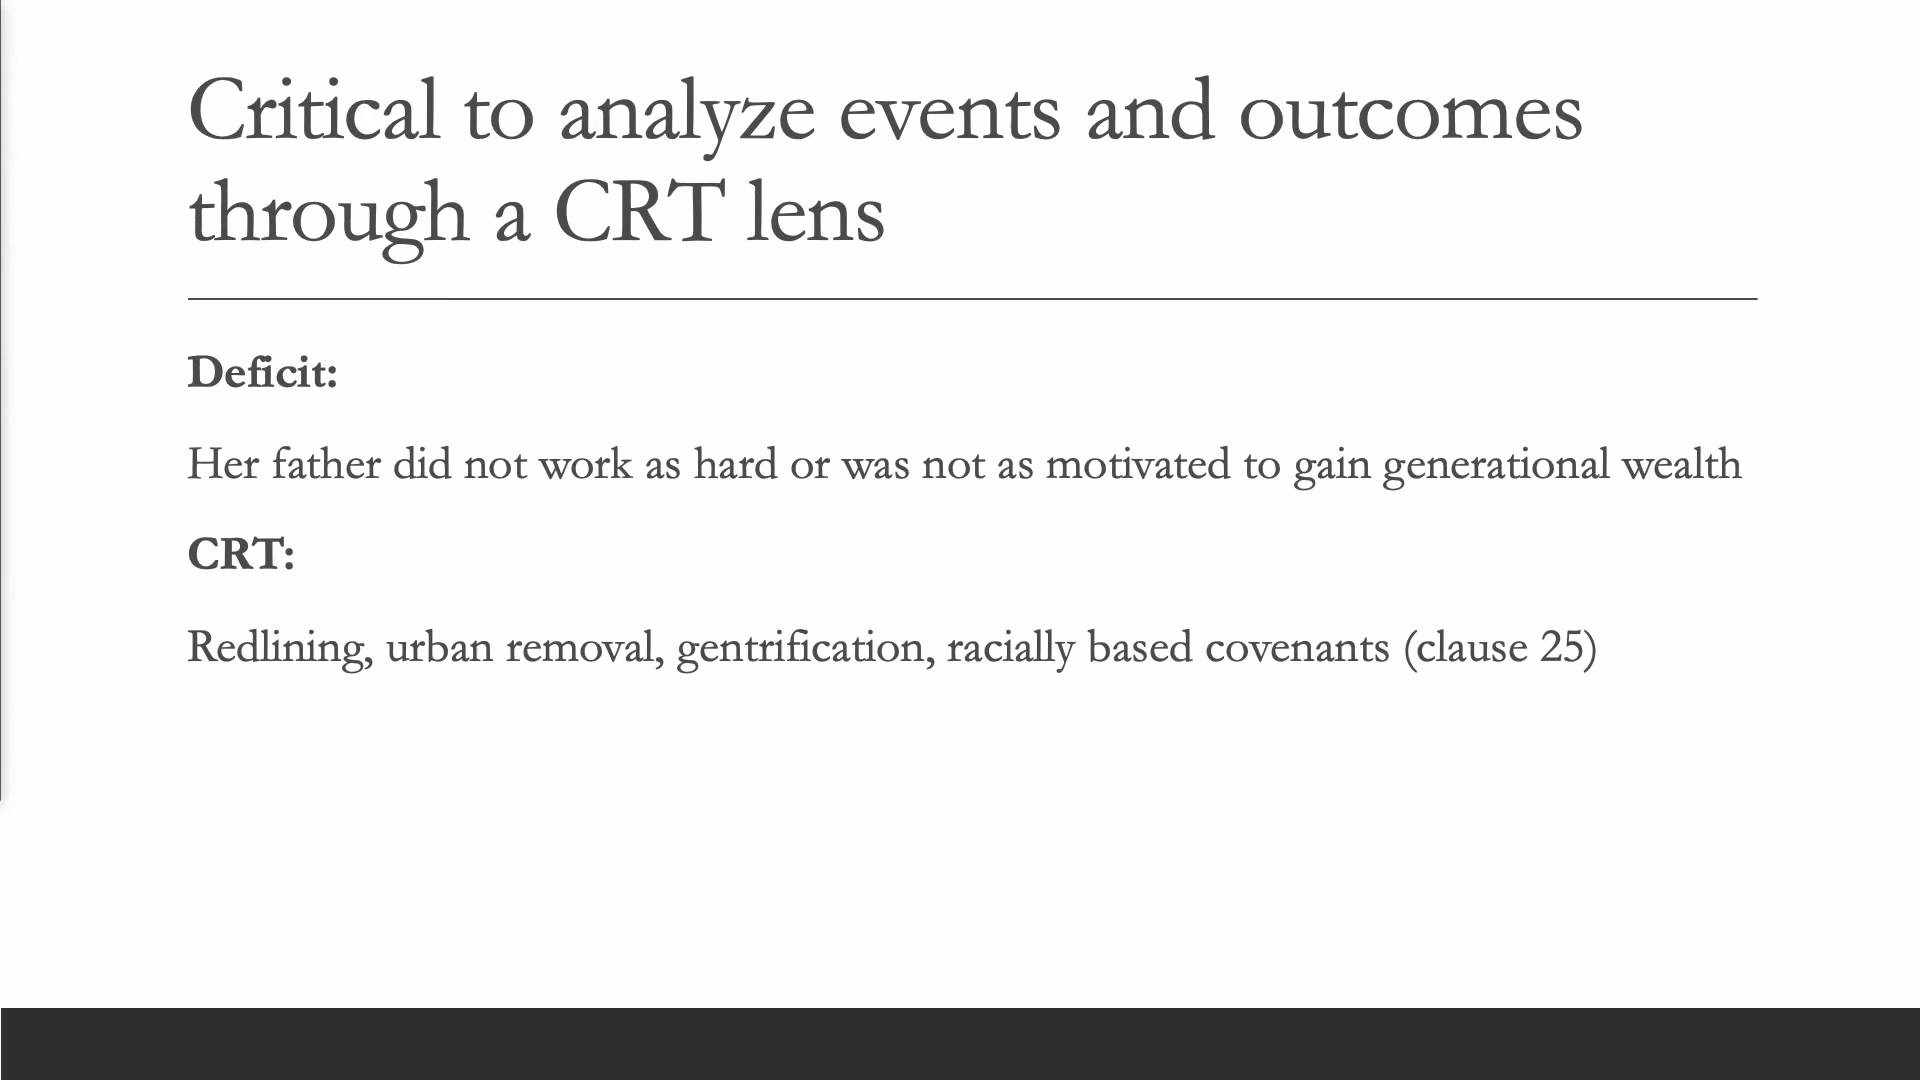 Critical to analyze events and outcomes
through a CRT lens
Deficit:
Her father did not work as hard or was not as motivated to gain generational wealth
CRT:
Redlining, urban removal, gentrification, racially based covenants (clause 25)